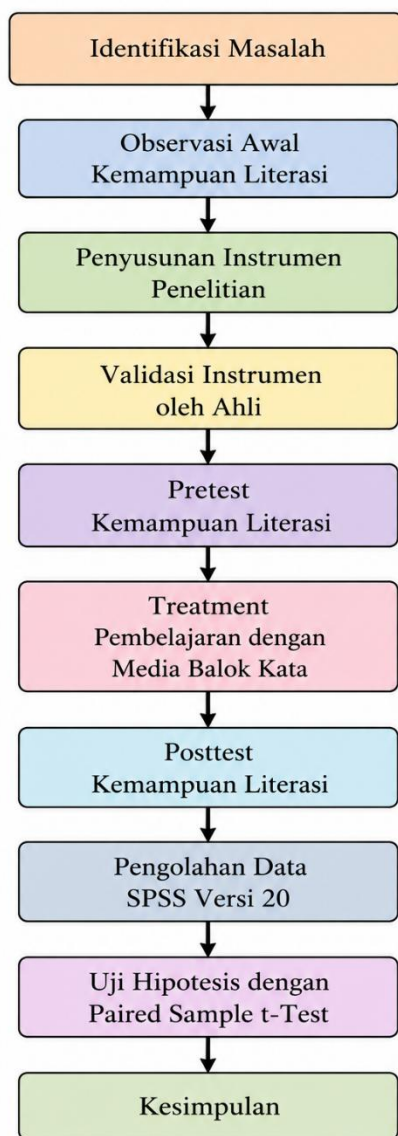 Identifikasi Masalah
Observasi Awal
Kemampuan Literasi
Penyusunan Instrumen
Penelitian
Validasi Instrumen
oleh Ahli
Pretest
Kemampuan Literasi
Treatment
Pembelajaran dengan
Media Balok Kata
Posttest
Kemampuan Literasi
Pengolahan Data
SPSS Versi 20
Uji Hipotesis dengan
Paired Sample t-Test
Kesimpulan